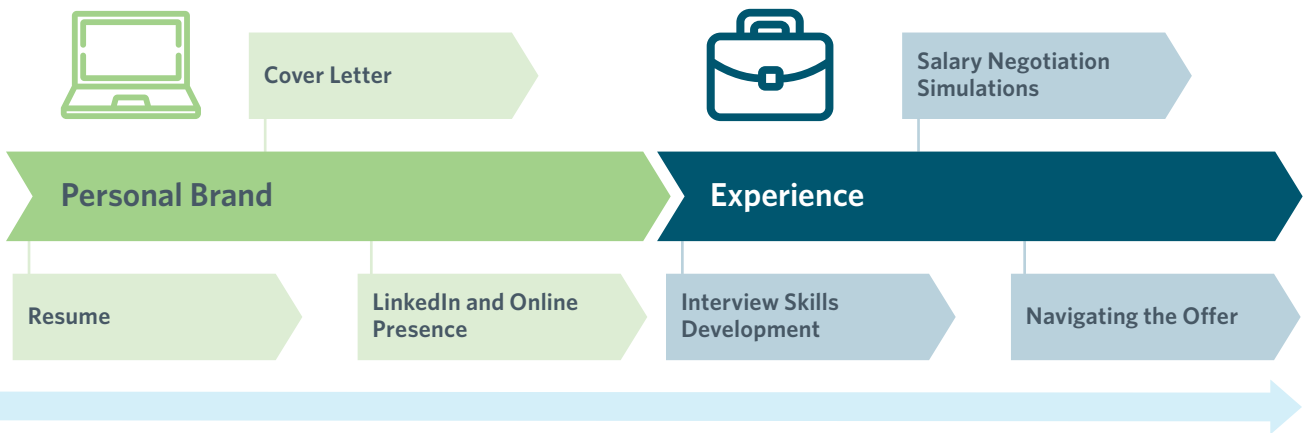 Cover Letter
Salary Negotiation
Simulations
Personal Brand
Experience
Resume
LinkedIn and Online
Presence
Interview Skills
Development
Navigating the Offer